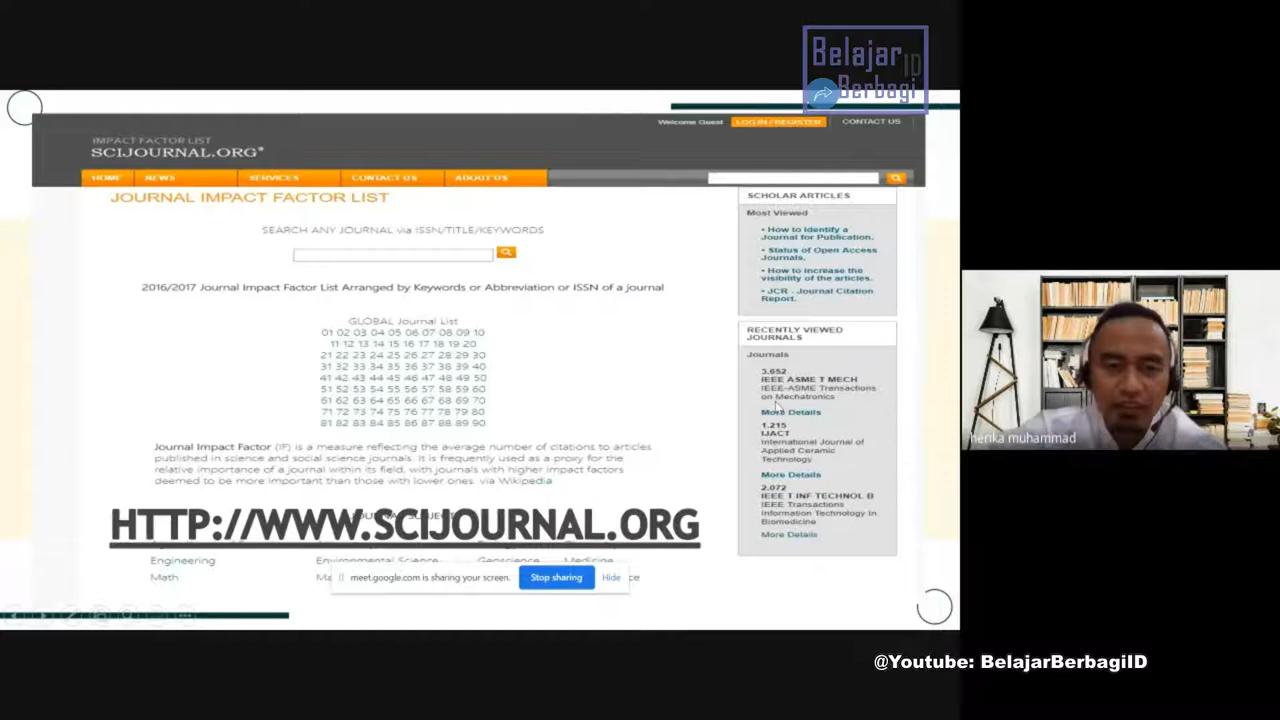 Belajar ID
Berbagi
Welcome Guest LOG IN / REGISTER CONTACT US
IMPACT FACTOR LIST
SCIJOURNAL.ORG
HOME NEWS SERVICES CONTACT US ABOUT US
JOURNAL IMPACT FACTOR LIST
SEARCH ANY JOURNAL via ISSN/TITLE/KEYWORDS
2016/2017 Journal Impact Factor List Arranged by Keywords or Abbreviation or ISSN of a journal
GLOBAL Journal List
01 02 03 04 05 06 07 08 09 10
11 12 13 14 15 16 17 18 19 20
21 22 23 24 25 26 27 28 29 30
31 32 33 34 35 36 37 38 39 40
41 42 43 44 45 46 47 48 49 50
51 52 53 54 55 56 57 58 59 60
61 62 63 64 65 66 67 68 69 70
71 72 73 74 75 76 77 78 79 80
81 82 83 84 85 86 87 88 89 90
Journal Impact Factor (IF) is a measure reflecting the average number of citations to articles
published in science and social science journals. It is frequently used as a proxy for the
relative importance of a journal within its field, with journals with higher impact factors
deemed to be more important than those with lower ones. via Wikipedia
HTTP://WWW.SCIJOURNAL.ORG
Engineering Environmental Science Geoscience Medicine
Math
meet.google.com is sharing your screen. Stop sharing Hide
SCHOLAR ARTICLES
Most Viewed
• How to Identify a
Journal for Publication.
• Status of Open Access
Journals.
• How to increase the
visibility of the articles.
• JCR - Journal Citation
Report.
RECENTLY VIEWED
JOURNALS
Journals
3.652
IEEE ASME T MECH
IEEE-ASME Transactions
on Mechatronics
More Details
1.215
IJACT
International Journal of
Applied Ceramic
Technology
More Details
2.072
IEEE T INF TECHNOL B
IEEE Transactions
Information Technology In
Biomedicine
More Details
herika muhammad
@Youtube: BelajarBerbagiID